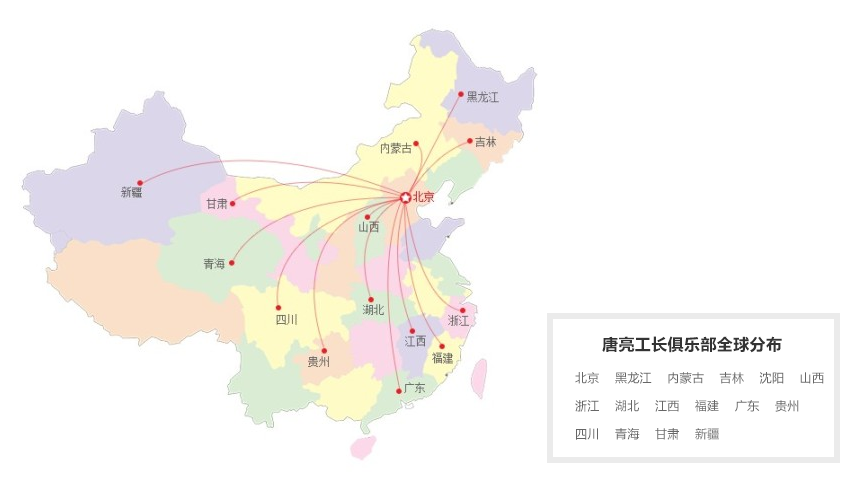 黑龙江
吉林
内蒙古
北京
新疆
甘肃
山西
青海
湖北
四川
浙江
江西
福建
贵州
广东
唐亮工长俱乐部全球分布
北京 黑龙江 内蒙古 吉林 沈阳 山西
浙江 湖北 江西 福建 广东 贵州
四川 青海 甘肃 新疆